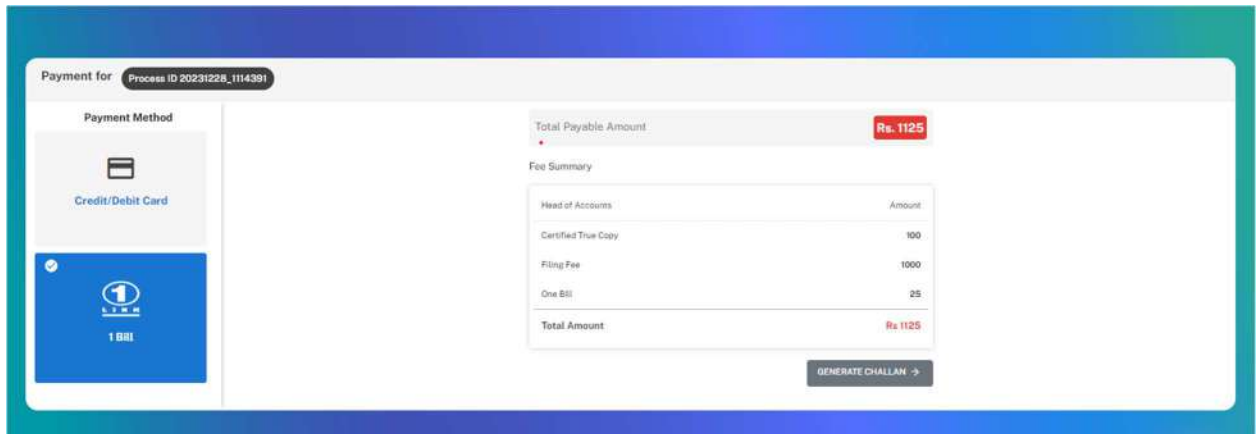 Payment for Process ID 20231228_1114391
Payment Method
Credit/Debit Card
1
LINK
1 Bill
Total Payable Amount Rs. 1125
Fee Summary
Head of Accounts Amount
Certified True Copy 100
Filing Fee 1000
One Bill 25
Total Amount Rs 1125
GENERATE CHALLAN →